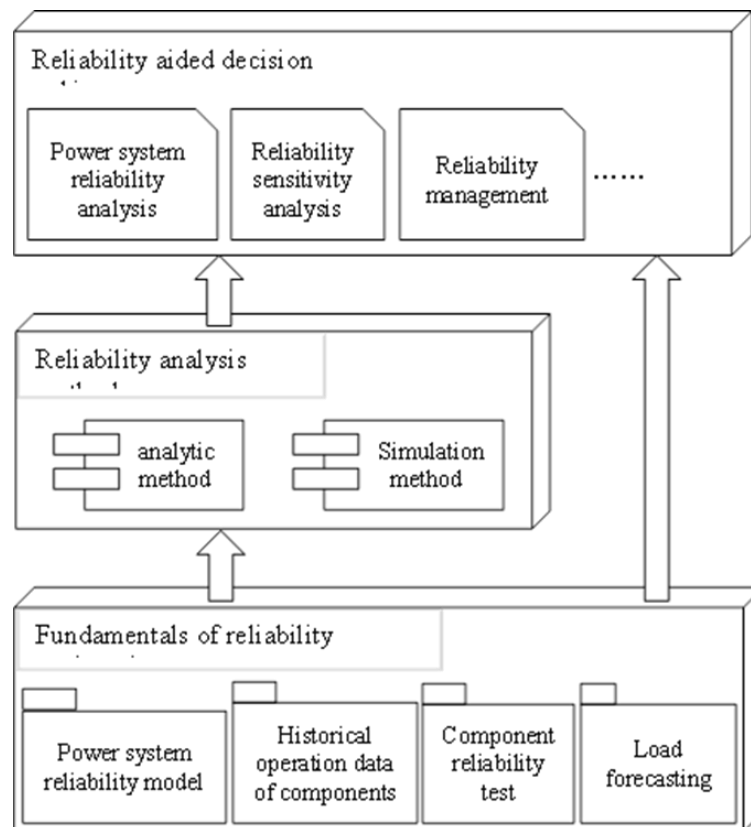 Reliability aided decision
Power system
reliability
analysis
Reliability
sensitivity
analysis
Reliability
management
......
Reliability analysis
analytic
method
Simulation
method
Fundamentals of reliability
Power system
reliability model
Historical
operation data
of components
Component
reliability
test
Load
forecasting